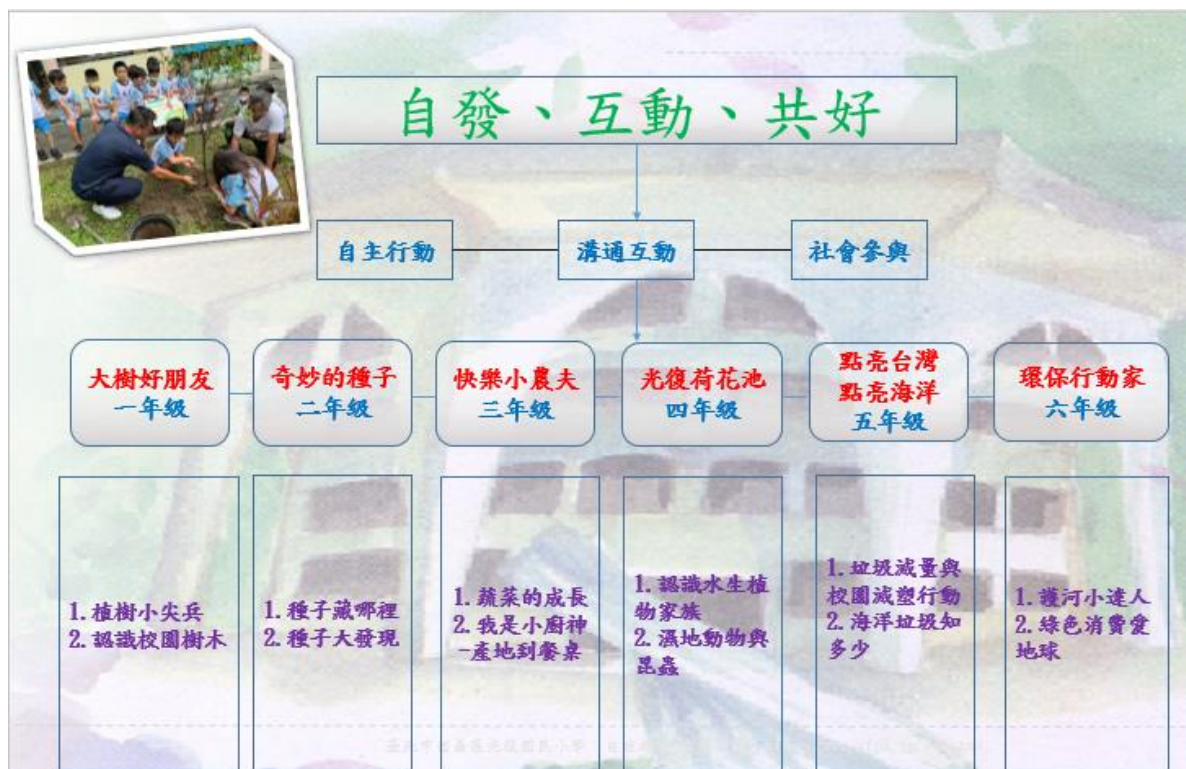 自發、互動、共好
自主行動
溝通互動
社會參與
大樹好朋友
一年級
奇妙的種子
二年級
快樂小農夫
三年級
光復荷花池
四年級
點亮台灣
點亮海洋
五年級
環保行動家
六年級
1. 植樹小尖兵
2. 認識校園樹木
1. 種子藏哪裡
2. 種子大發現
1. 蔬菜的成長
2. 我是小廚神
-產地到餐桌
1. 認識水生植
物家族
2. 濕地動物與
昆蟲
1. 垃圾減量與
校園減塑行動
2. 海洋垃圾知
多少
1. 護河小達人
2. 綠色消費愛
地球